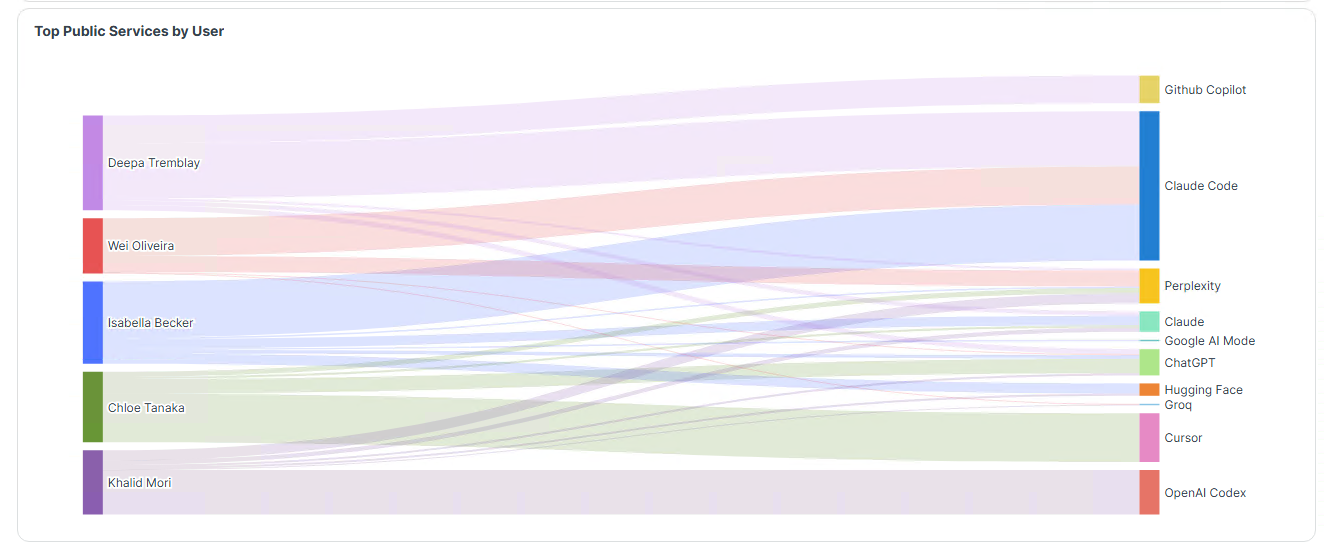 Top Public Services by User
Github Copilot
Deepa Tremblay
Claude Code
Wei Oliveira
Perplexity
Isabella Becker
Claude
Google AI Mode
ChatGPT
Hugging Face
Chloe Tanaka
Groq
Cursor
Khalid Mori
OpenAI Codex